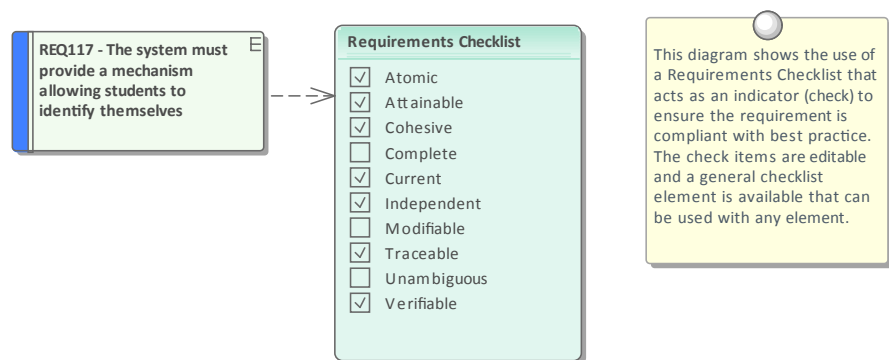 REQ117 - The system must
provide a mechanism
allowing students to
identify themselves
E
Requirements Checklist
Atomic
Attainable
Cohesive
Complete
Current
Independent
Modifiable
Traceable
Unambiguous
Verifiable
This diagram shows the use of
a Requirements Checklist that
acts as an indicator (check) to
ensure the requirement is
compliant with best practice.
The check items are editable
and a general checklist
element is available that can
be used with any element.